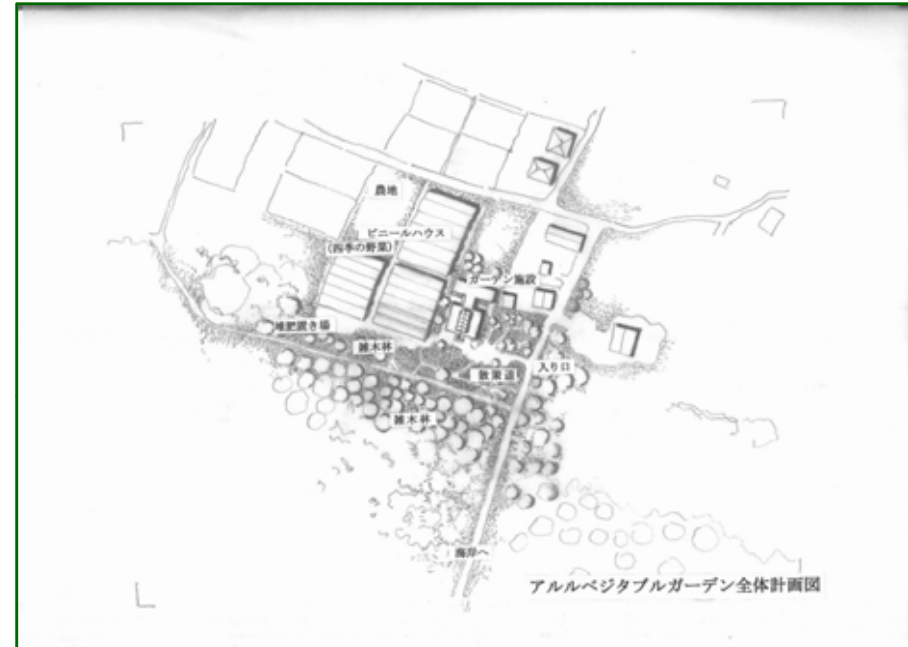 農地
ビニールハウス
(四季の野菜)
ガーデン施設
堆肥置き場
雑木林
散策道
入り口
雑木林
海岸へ
アルルベジタブルガーデン全体計画図